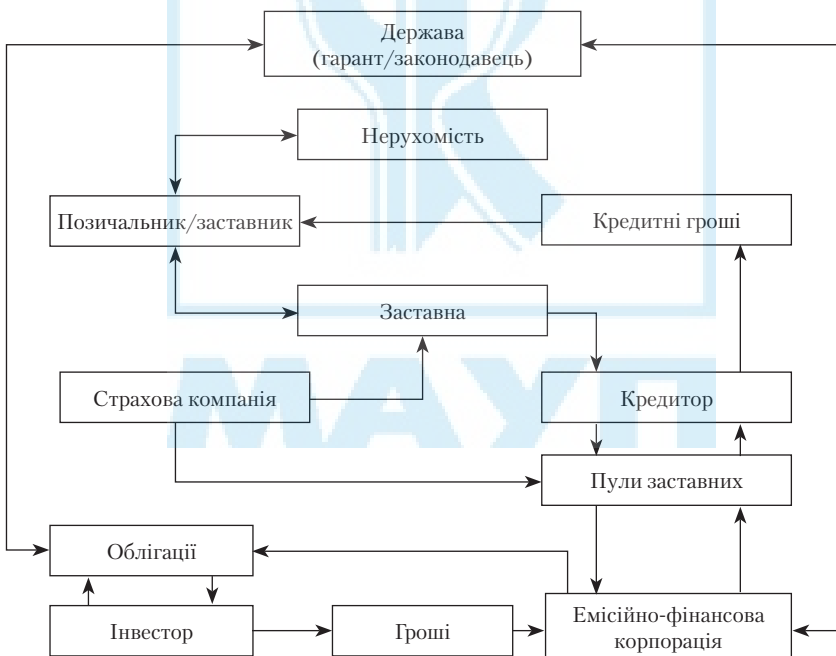 Держава
(гарант/законодавець)
Нерухомість
Позичальник/заставник
Кредитні гроші
Заставна
Страхова компанія
Кредитор
МАУП
Пули заставних
Облігації
Інвестор
Гроші
Емісійно-фінансова
корпорація